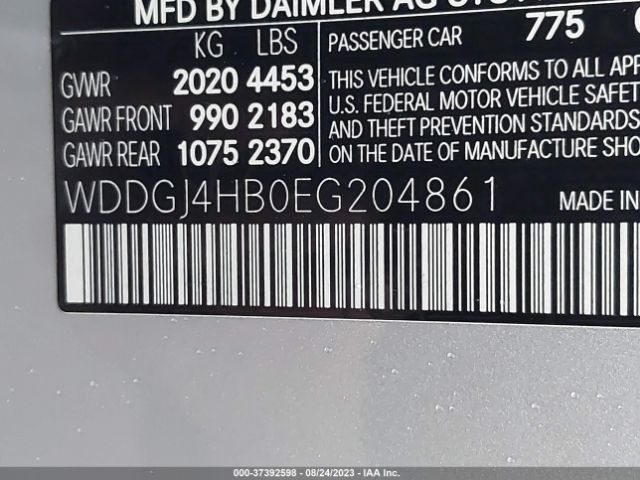 MFD BY DAIMLER AG
KG LBS
GVWR 2020 4453
GAWR FRONT 990 2183
GAWR REAR 1075 2370
PASSENGER CAR 775
THIS VEHICLE CONFORMS TO ALL
U.S. FEDERAL MOTOR VEHICLE
AND THEFT PREVENTION STANDARDS
ON THE DATE OF MANUFACTURE
WDDGJ4HB0EG204861 MADE IN
000-37392598 - 08/24/2023 - IAA Inc.